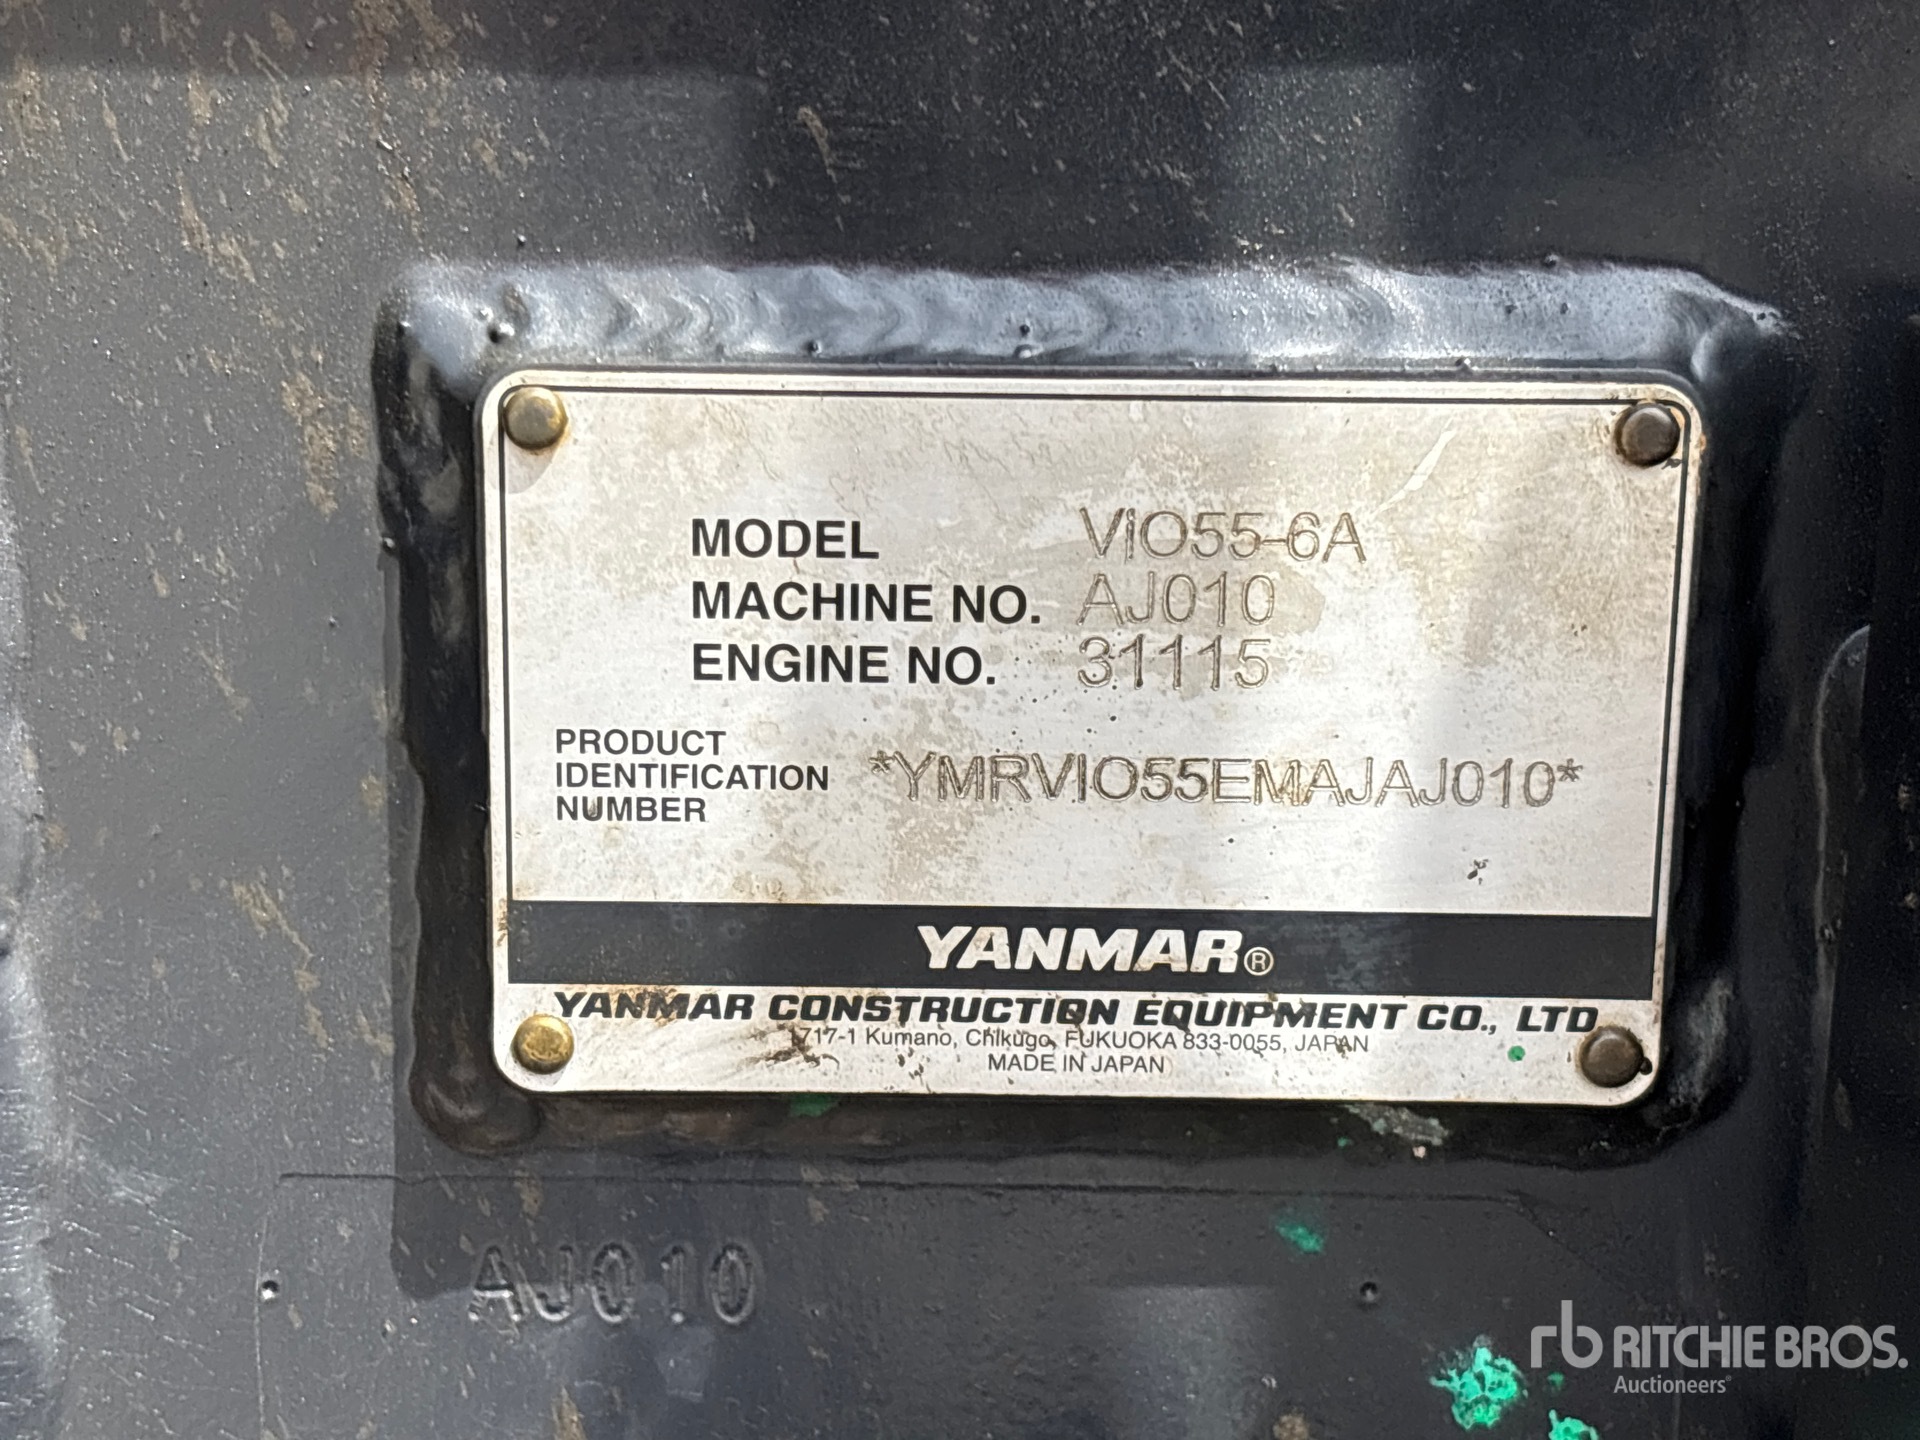 MODEL VIO55-6A
MACHINE NO. AJ010
ENGINE NO. 31115
PRODUCT
IDENTIFICATION
NUMBER
*YMRVIO55EMAJAJ010*
YANMAR®
YANMAR CONSTRUCTION EQUIPMENT CO., LTD
1717-1 Kumano, Chikugo, FUKUOKA 833-0055, JAPAN
MADE IN JAPAN
AJ010
rb RITCHIE BROS.
Auctioneers